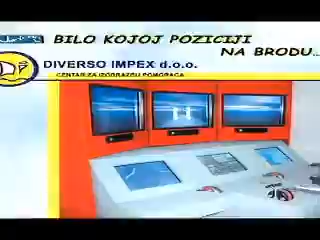 BILO KOJOJ POZICIJI
NA BRODU...
DIVERSO IMPEX d.o.o.
CENTAR ZA IZOBRAZBU POMORACA